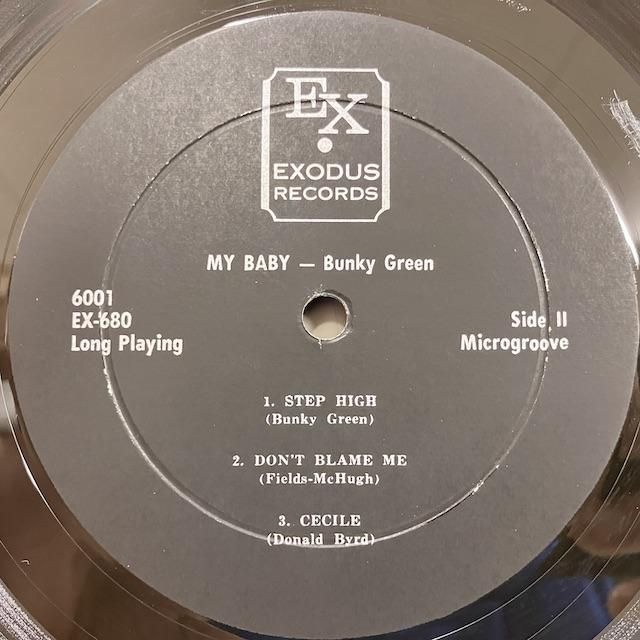 EX
EXODUS
RECORDS
MY BABY — Bunky Green
6001
EX-680
Long Playing
Side II
Microgroove
1. STEP HIGH
(Bunky Green)
2. DON'T BLAME ME
(Fields-McHugh)
3. CECILE
(Donald Byrd)